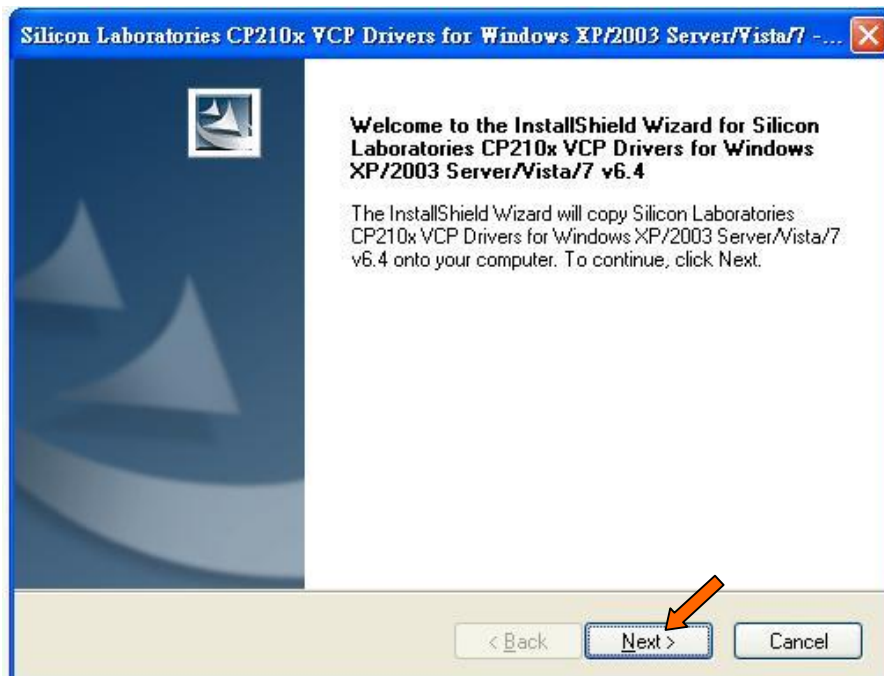 Silicon Laboratories CP210x VCP Drivers for Windows XP/2003 Server/Vista/7 -...
Welcome to the InstallShield Wizard for Silicon
Laboratories CP210x VCP Drivers for Windows
XP/2003 Server/Vista/7 v6.4
The InstallShield Wizard will copy Silicon Laboratories
CP210x VCP Drivers for Windows XP/2003 Server/Vista/7
v6.4 onto your computer. To continue, click Next.
< Back Next > Cancel